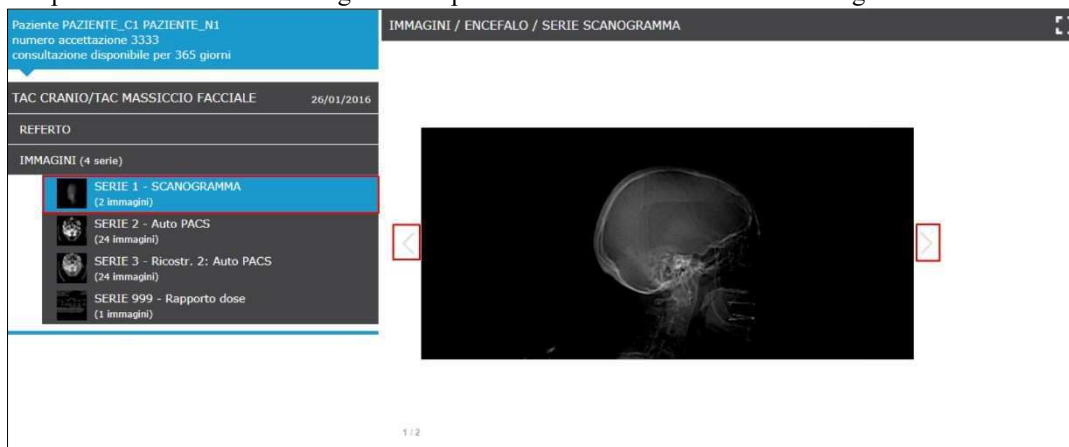 Paziente PAZIENTE_C1 PAZIENTE_N1
numero accettazione 3333
consultazione disponibile per 365 giorni
TAC CRANIO/TAC MASSICCIO FACCIALE 26/01/2016
REFERTO
IMMAGINI (4 serie)
SERIE 1 - SCANOGRAMMA
(2 immagini)
SERIE 2 - Auto PACS
(24 immagini)
SERIE 3 - Ricostr. 2: Auto PACS
(24 immagini)
SERIE 999 - Rapporto dose
(1 immagini)
IMMAGINI / ENCEFALO / SERIE SCANOGRAMMA
1 / 2